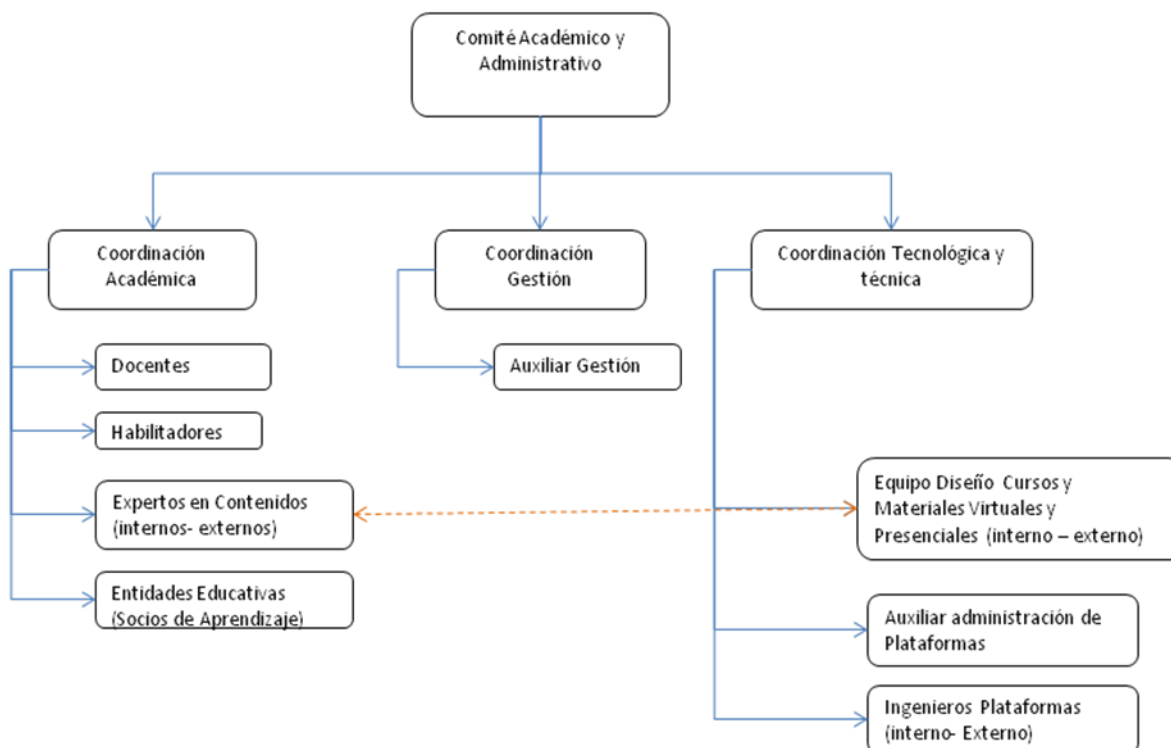 Comité Académico y
Administrativo
Coordinación
Académica
Coordinación
Gestión
Coordinación Tecnológica y
técnica
Docentes
Auxiliar Gestión
Habilitadores
Expertos en Contenidos
(internos- externos)
Equipo Diseño Cursos y
Materiales Virtuales y
Presenciales (interno – externo)
Entidades Educativas
(Socios de Aprendizaje)
Auxiliar administración de
Plataformas
Ingenieros Plataformas
(interno- Externo)